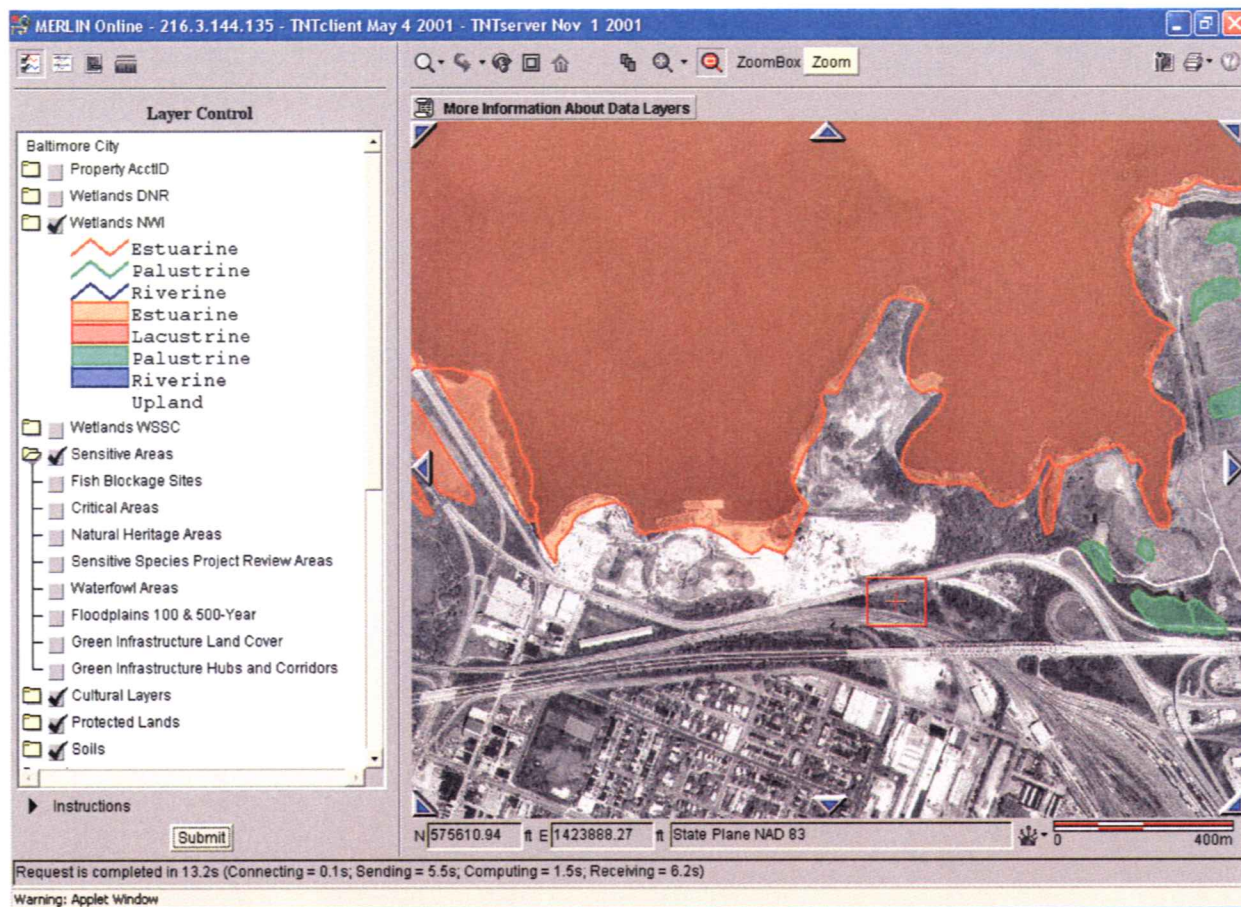 MERLIN Online - 216.3.144.135 - TNTclient May 4 2001 - TNTserver Nov 1 2001
ZoomBox Zoom
Layer Control
More Information About Data Layers
Baltimore City
Property AcctID
Wetlands DNR
Wetlands NWI
Estuarine
Palustrine
Riverine
Estuarine
Lacustrine
Palustrine
Riverine
Upland
Wetlands WSSC
Sensitive Areas
Fish Blockage Sites
Critical Areas
Natural Heritage Areas
Sensitive Species Project Review Areas
Waterfowl Areas
Floodplains 100 & 500-Year
Green Infrastructure Land Cover
Green Infrastructure Hubs and Corridors
Cultural Layers
Protected Lands
Soils
Instructions
Submit
N 575610.94 ft E 1423888.27 ft State Plane NAD 83
0 400m
Request is completed in 13.2s (Connecting = 0.1s; Sending = 5.5s; Computing = 1.5s; Receiving = 6.2s)
Warning: Applet Window